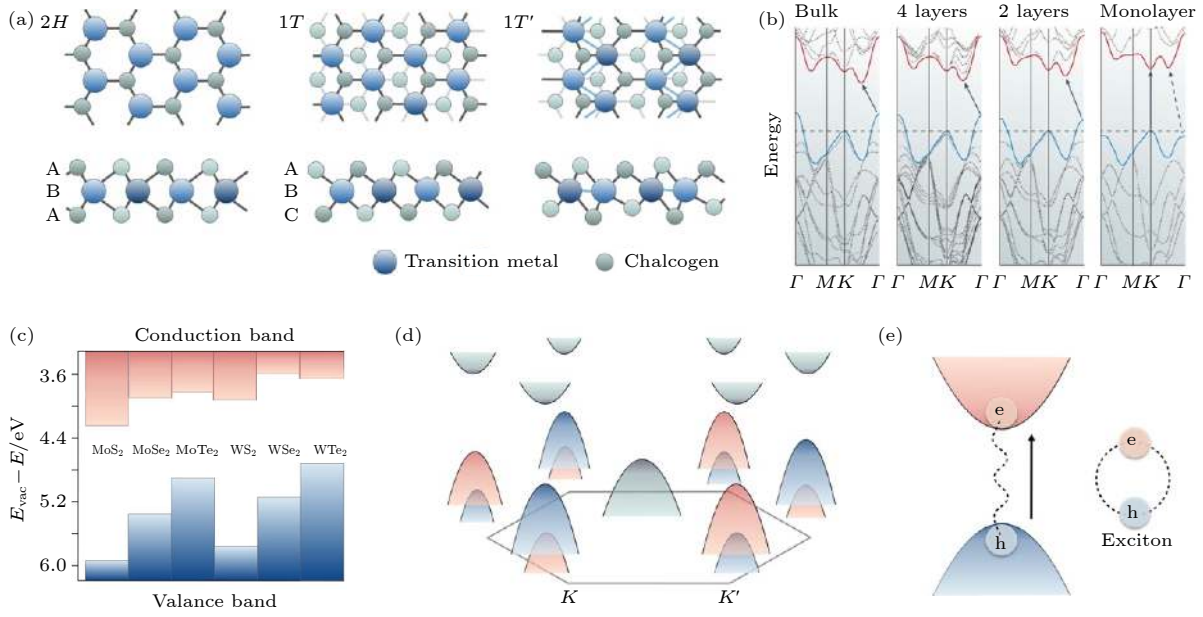 (a) 2H
1T
1T′
A
B
A
A
B
C
Transition metal
Chalcogen
(b)
Bulk
4 layers
2 layers
Monolayer
Energy
Γ M K Γ
Γ M K Γ
Γ M K Γ
Γ M K Γ
(c)
Conduction band
3.6
4.4
5.2
6.0
Evac−E/eV
MoS2 MoSe2 MoTe2 WS2 WSe2 WTe2
Valance band
(d)
K
K′
(e)
e
h
e
h
Exciton